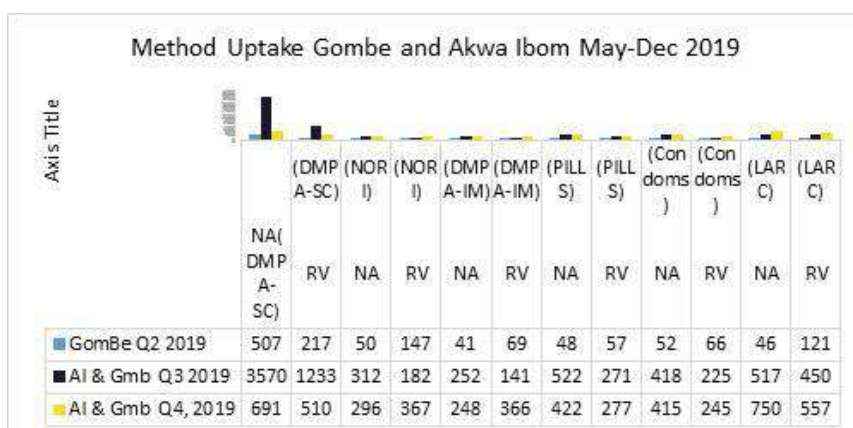 Method Uptake Gombe and Akwa Ibom May-Dec 2019
Axis Title
NA(
DMP
A-
SC)
(DMP
A-SC)
RV
(NOR
I)
NA
(NOR
I)
RV
(DMP
A-IM)
NA
(DMP
A-IM)
RV
(PILL
S)
NA
(PILL
S)
RV
(Con
doms
)
NA
(Con
doms
)
RV
(LAR
C)
NA
(LAR
C)
RV
GomBe Q2 2019 507 217 50 147 41 69 48 57 52 66 46 121
AI & Gmb Q3 2019 3570 1233 312 182 252 141 522 271 418 225 517 450
AI & Gmb Q4, 2019 691 510 296 367 248 366 422 277 415 245 750 557